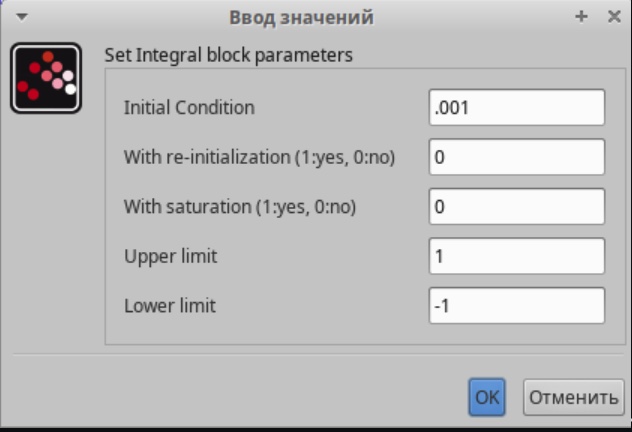 Ввод значений
Set Integral block parameters
Initial Condition .001
With re-initialization (1:yes, 0:no) 0
With saturation (1:yes, 0:no) 0
Upper limit 1
Lower limit -1
OK Отменить